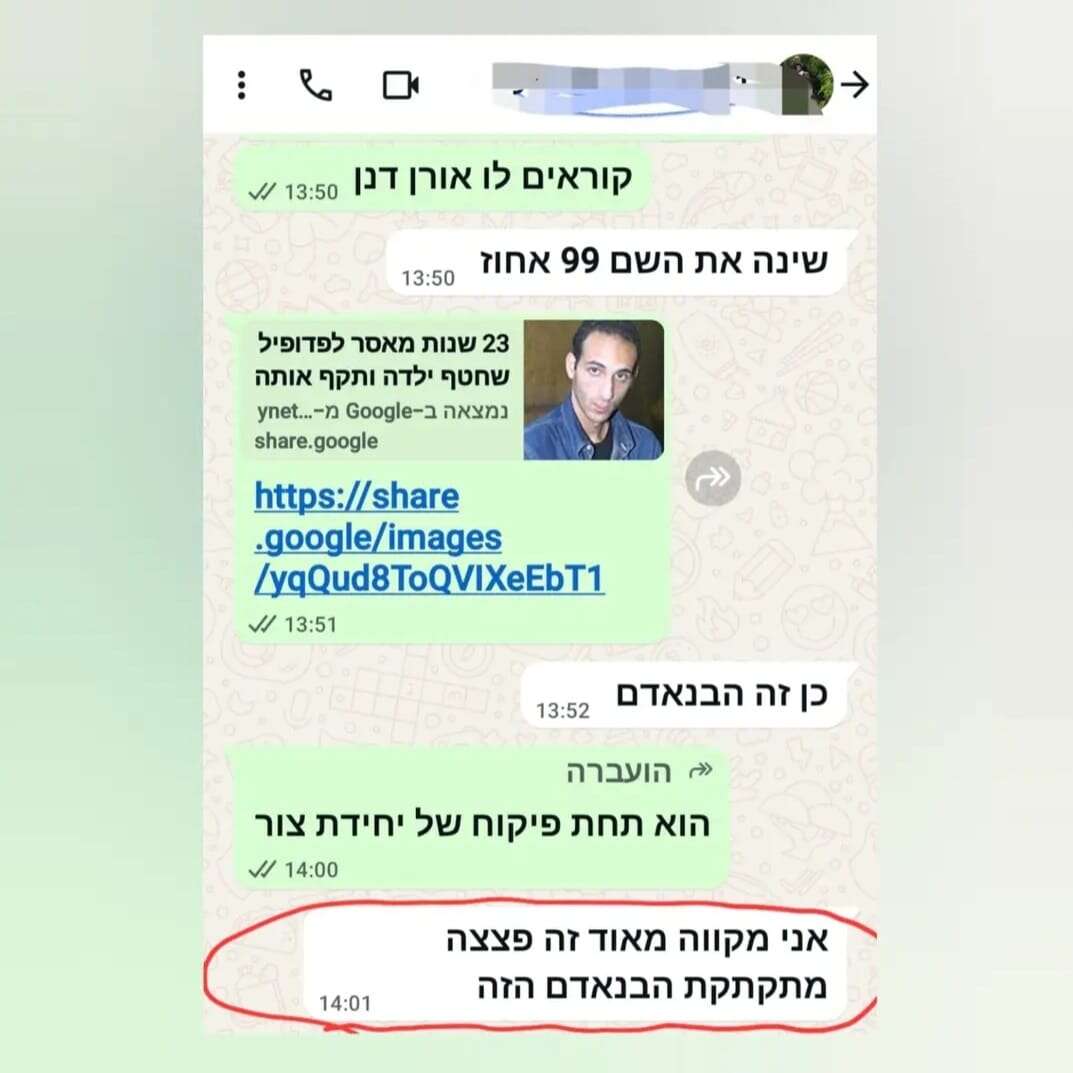 קוראים לו אורן דנן
13:50
שינה את השם 99 אחוז
13:50
23 שנות מאסר לפדופיל
שחטף ילדה ותקף אותה
נמצאה ב-Google מ-...ynet
share.google
https://share
.google/images
/yqQud8ToQVIXeEbT1
13:51
כן זה הבנאדם
13:52
הועברה
הוא תחת פיקוח של יחידת צור
14:00
אני מקווה מאוד זה פצצה
מתקתקת הבנאדם הזה
14:01